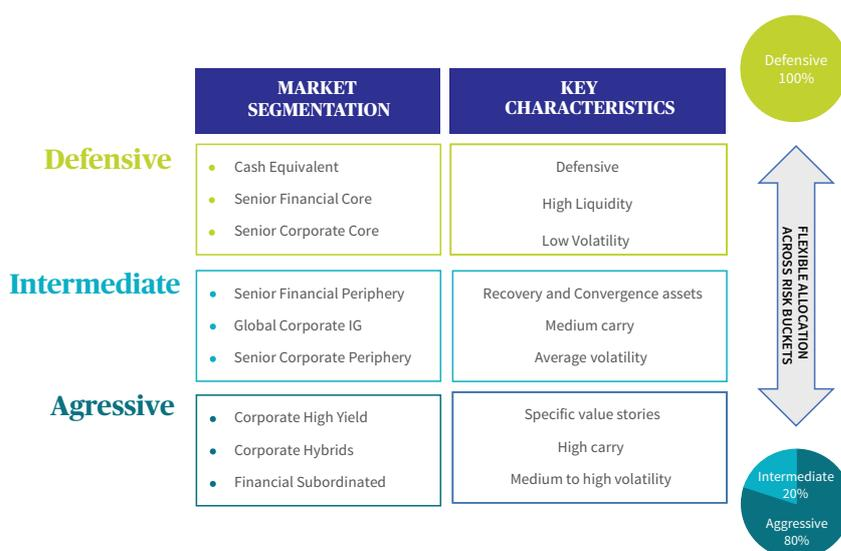 MARKET
SEGMENTATION
KEY
CHARACTERISTICS
Defensive
100%
Defensive
Cash Equivalent
Senior Financial Core
Senior Corporate Core
Defensive
High Liquidity
Low Volatility
Intermediate
Senior Financial Periphery
Global Corporate IG
Senior Corporate Periphery
Recovery and Convergence assets
Medium carry
Average volatility
FLEXIBLE ALLOCATION
ACROSS RISK BUCKETS
Agressive
Corporate High Yield
Corporate Hybrids
Financial Subordinated
Specific value stories
High carry
Medium to high volatility
Intermediate
20%
Aggressive
80%